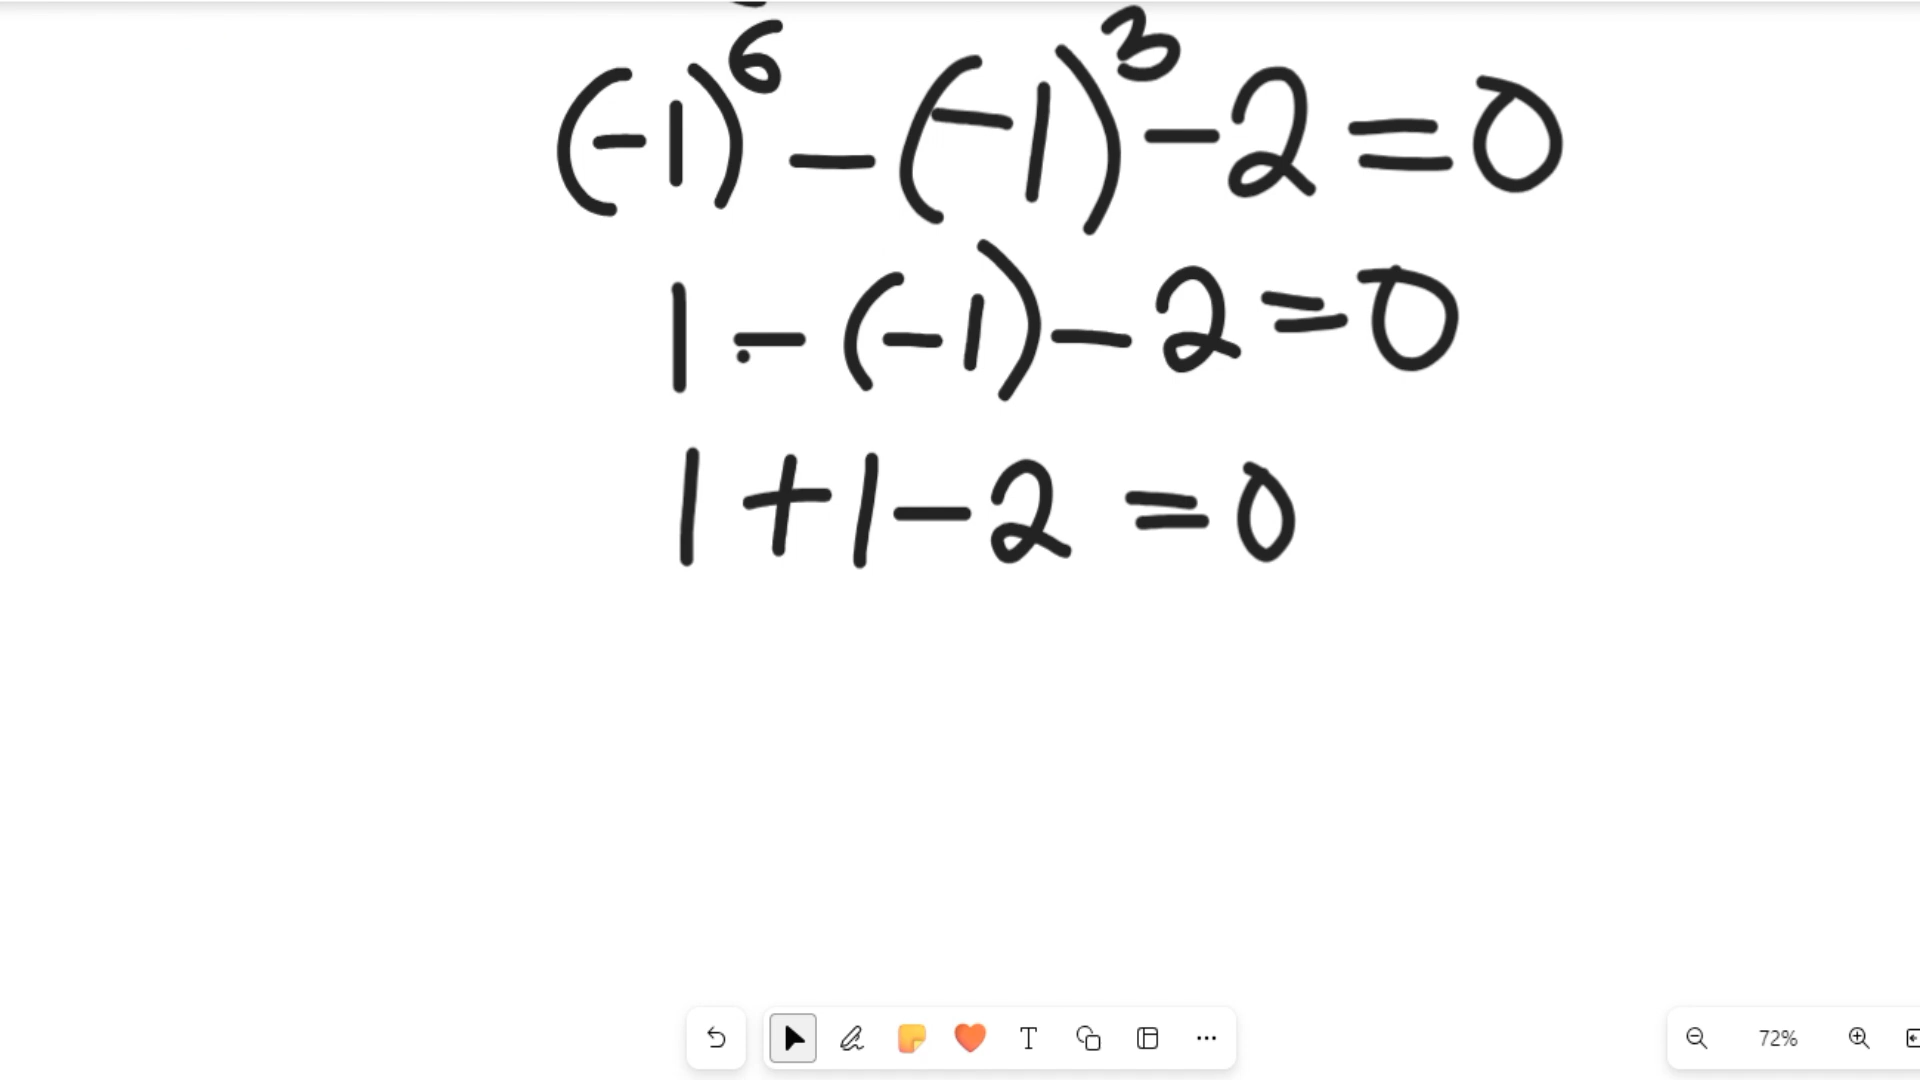 (-1)⁶ - (-1)³ - 2 = 0
1 - (-1) - 2 = 0
1 + 1 - 2 = 0
T
72%